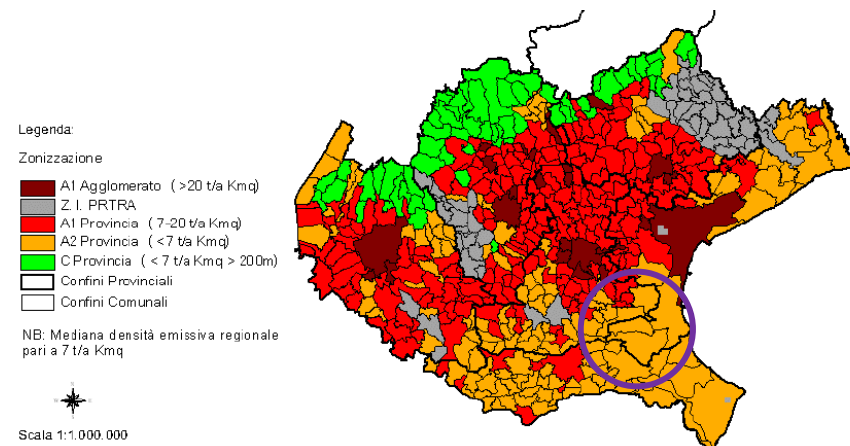 Legenda:
Zonizzazione
A1 Agglomerato (>20 t/a Kmq)
Z.I. PRTRA
A1 Provincia (7-20 t/a Kmq)
A2 Provincia (<7 t/a Kmq)
C Provincia (<7 t/a Kmq > 200m)
Confini Provinciali
Confini Comunali
NB: Mediana densità emissiva regionale
pari a 7 t/a Kmq
Scala 1:1.000.000